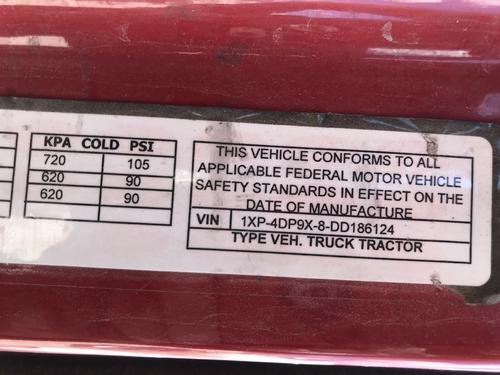 KPA COLD PSI
720 105
620 90
620 90
THIS VEHICLE CONFORMS TO ALL
APPLICABLE FEDERAL MOTOR VEHICLE
SAFETY STANDARDS IN EFFECT ON THE
DATE OF MANUFACTURE
VIN 1XP-4DP9X-8-DD186124
TYPE VEH. TRUCK TRACTOR